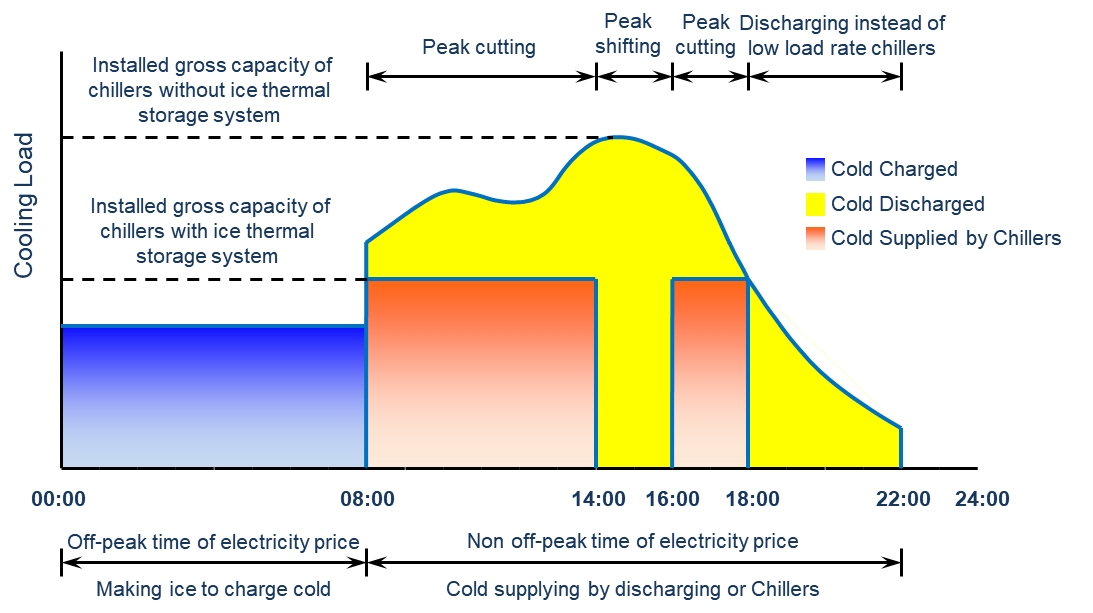 Peak cutting
Peak
shifting
Peak
cutting
Discharging instead of
low load rate chillers
Installed gross capacity of
chillers without ice thermal
storage system
Cooling Load
Installed gross capacity of
chillers with ice thermal
storage system
Cold Charged
Cold Discharged
Cold Supplied by Chillers
00:00
08:00
14:00
16:00
18:00
22:00
24:00
Off-peak time of electricity price
Non off-peak time of electricity price
Making ice to charge cold
Cold supplying by discharging or Chillers